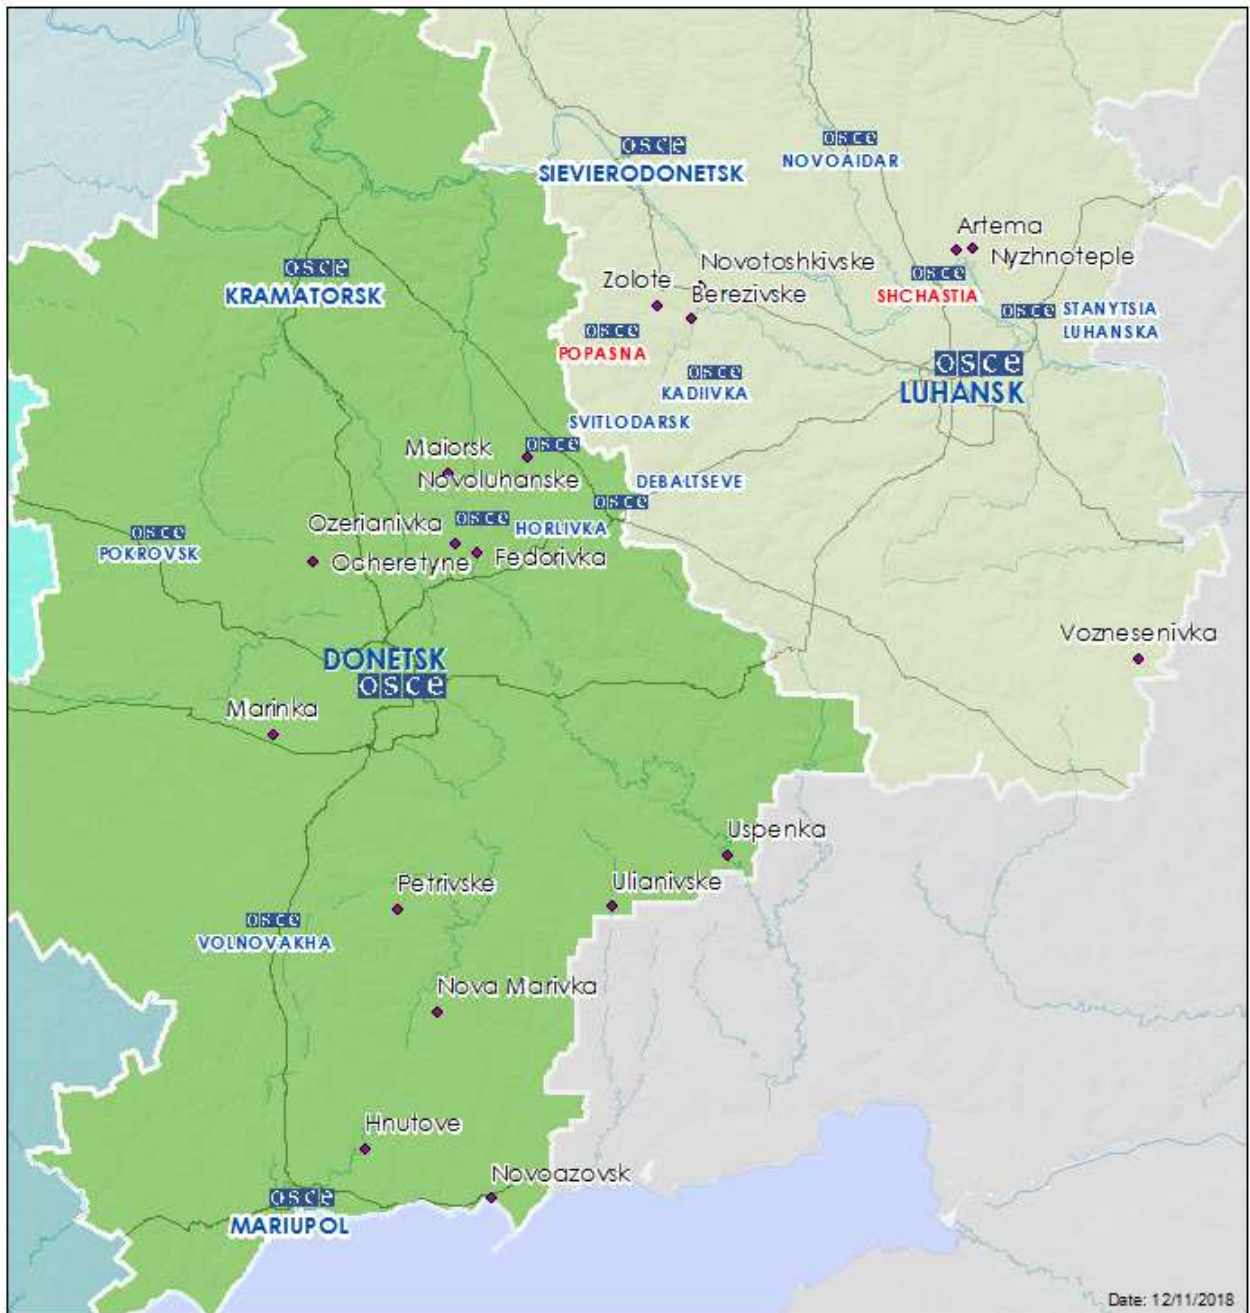 osce
NOVOAIDAR
osce
SIEVIERODONETSK
Artema
Nyzhnoteple
osce
KRAMATORSK
Novotoshkivske
Zolote
Berezivske
osce
SHCHASTIA
osce
STANYTSIA
LUHANSKA
osce
POPASNA
osce
KADIIVKA
osce
LUHANSK
SVITLODARSK
osce
Maiorsk
Novoluhanske
DEBALTSEVE
osce
osce
HORLIVKA
Ozerianivka
osce
POKROVSK
Ocheretyne
Fedorivka
Voznesenivka
DONETSK
osce
Marinka
Uspenka
Petrivske
Ulianivske
osce
VOLNOVAKHA
Nova Marivka
Hnutove
Novoazovsk
osce
MARIUPOL
Date: 12/11/2018